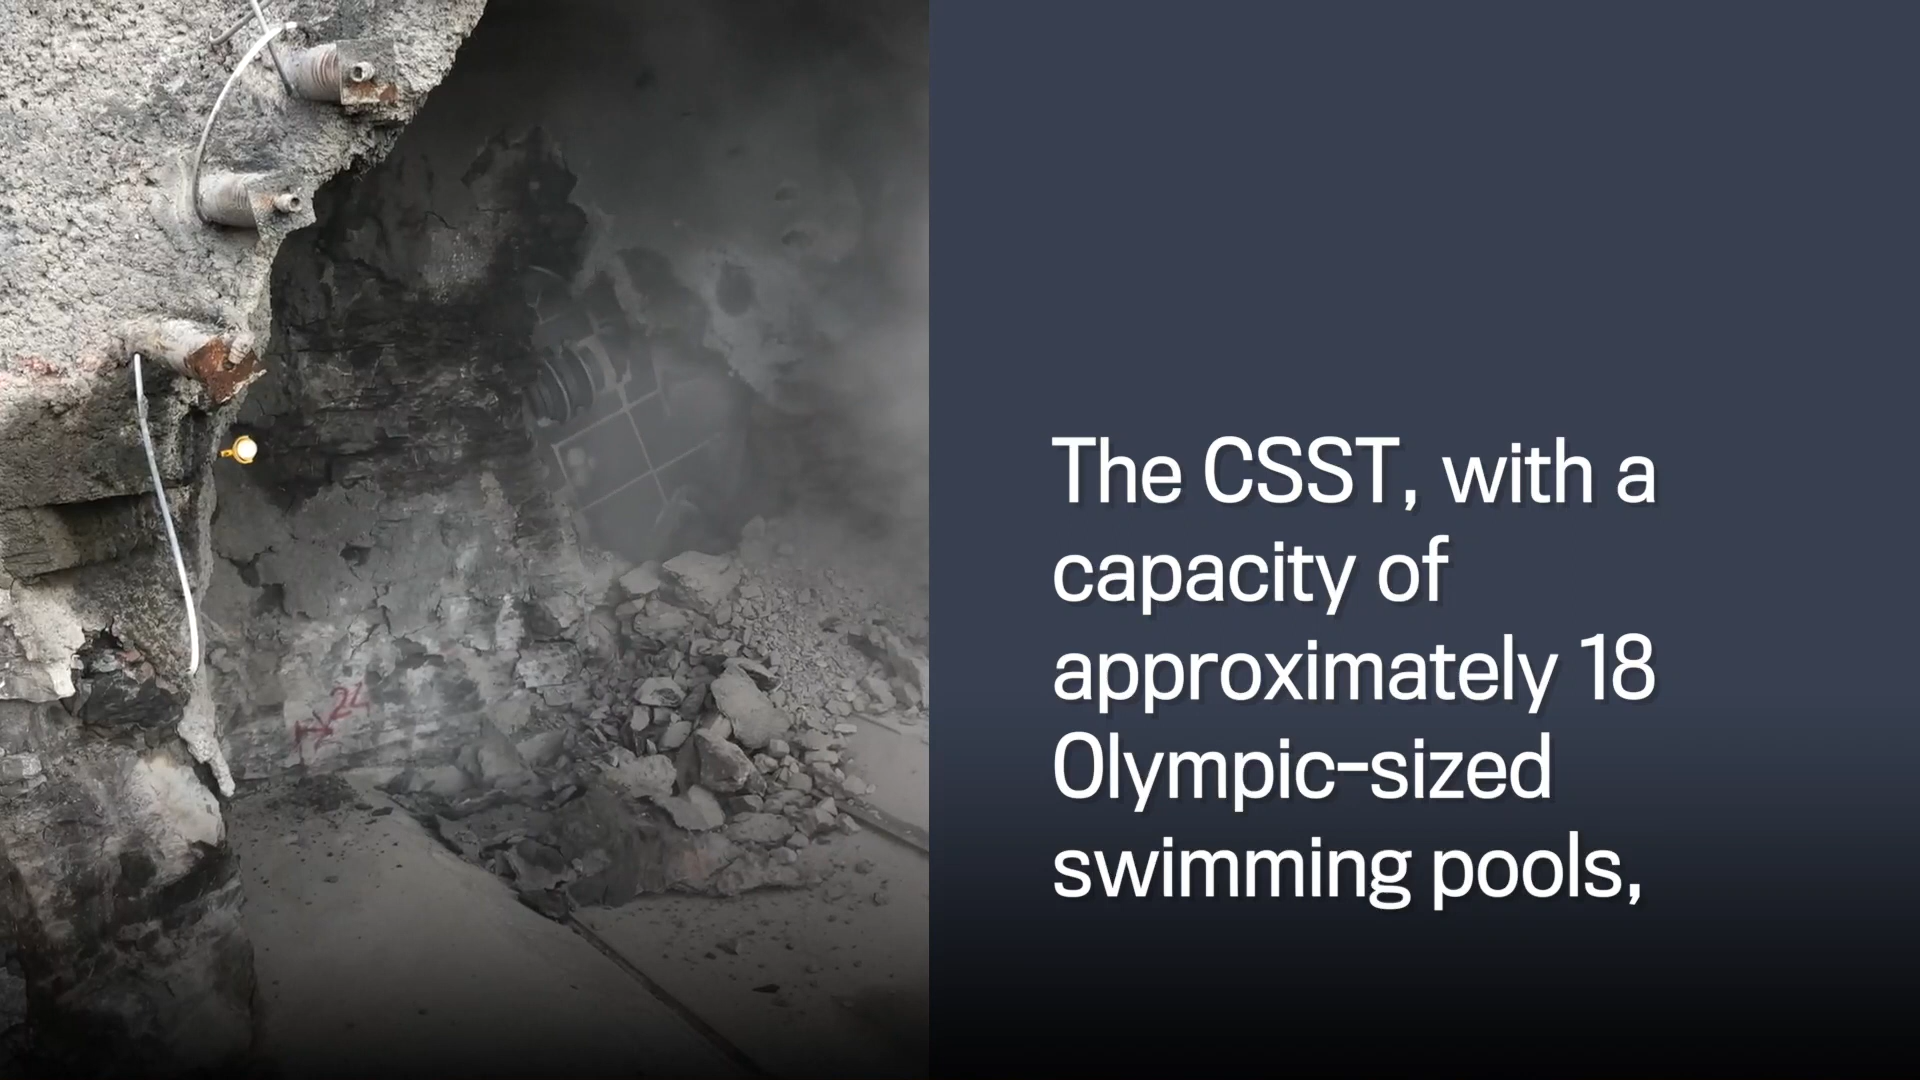 The CSST, with a
capacity of
approximately 18
Olympic-sized
swimming pools,